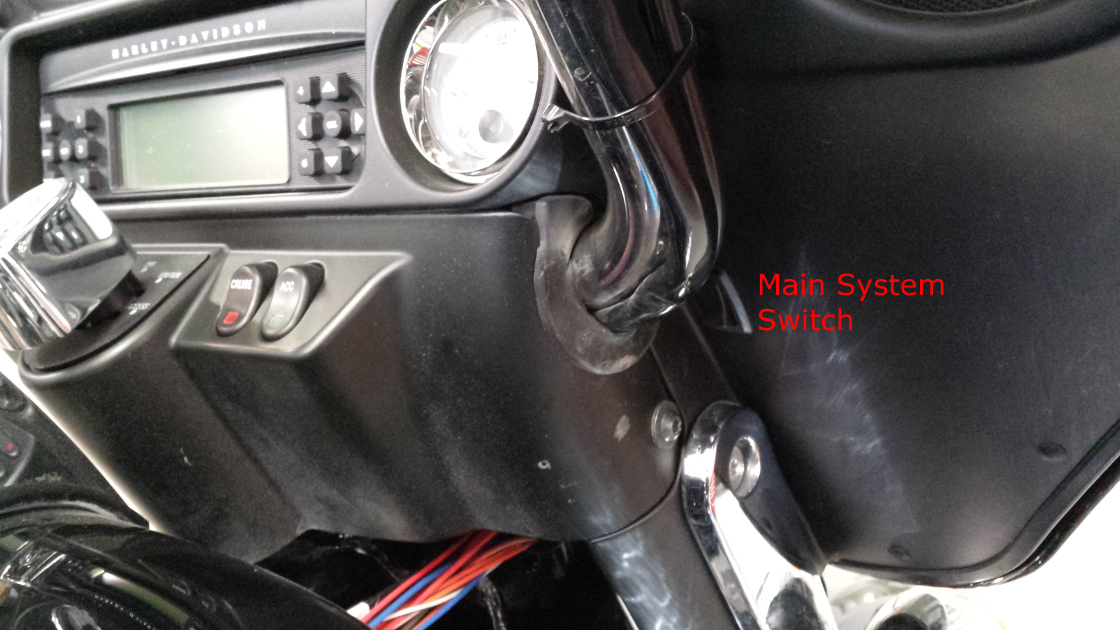 HARLEY-DAVIDSON
CRUISE
ACC
Main System
Switch